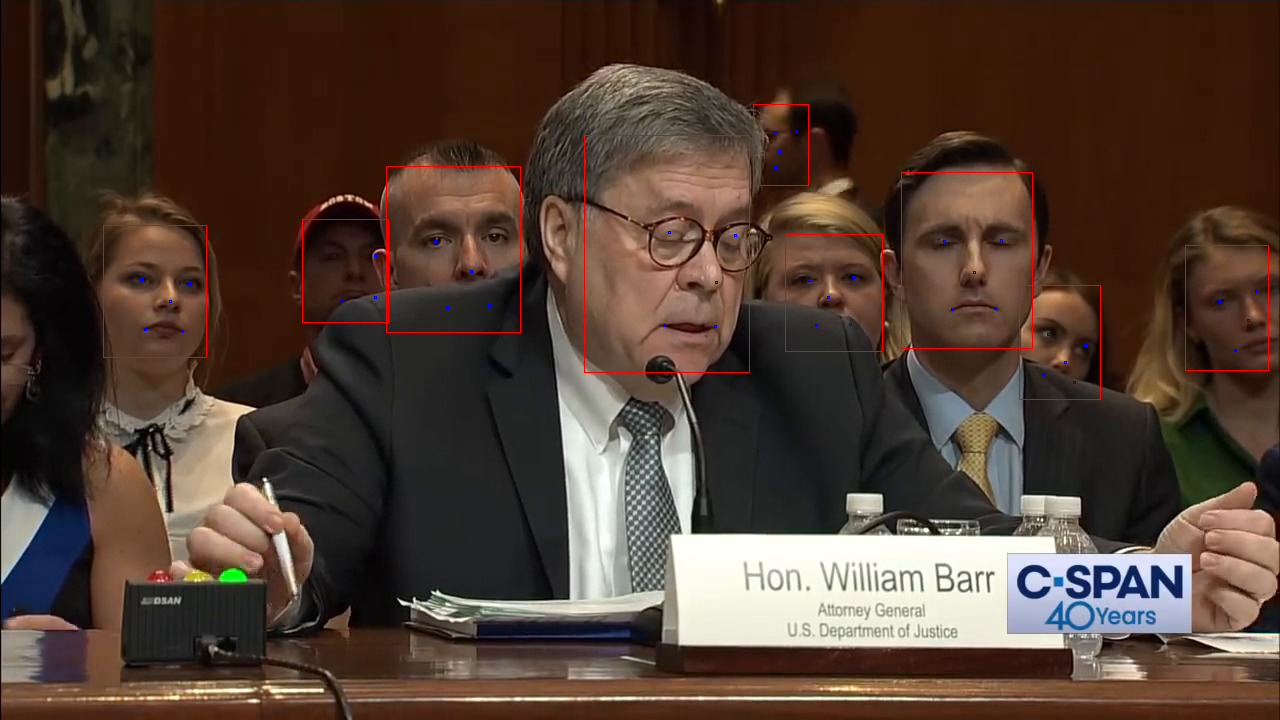 Hon. William Barr
Attorney General
U.S. Department of Justice
C-SPAN
40Years
DSAN